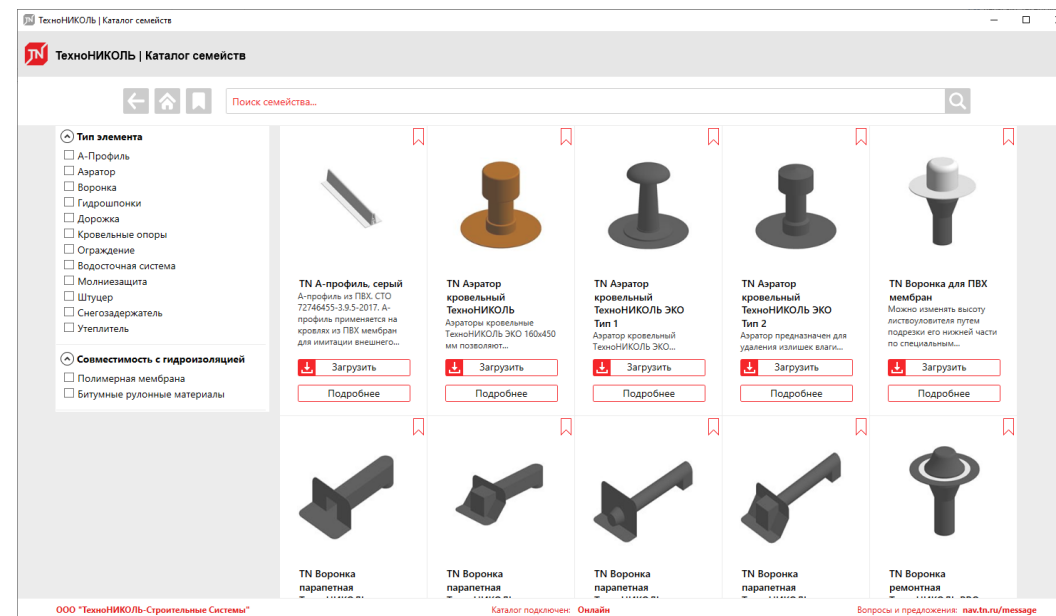 ТехноНИКОЛЬ | Каталог семейств
TN ТехноНИКОЛЬ | Каталог семейств
Поиск семейства...
Тип элемента
А-Профиль
Аэратор
Воронка
Гидрошпонки
Дорожка
Кровельные опоры
Ограждение
Водосточная система
Молниезащита
Штуцер
Снегозадержатель
Утеплитель
Совместимость с гидроизоляцией
Полимерная мембрана
Битумные рулонные материалы
TN А-профиль, серый
А-профиль из ПВХ. СТО
72746455-3.9.5-2017. А-
профиль применяется на
кровлях из ПВХ мембран
для имитации внешнего...
Загрузить
Подробнее
TN Аэратор
кровельный
ТехноНИКОЛЬ
Аэраторы кровельные
ТехноНИКОЛЬ ЭКО 160х450
мм позволяют...
Загрузить
Подробнее
TN Аэратор
кровельный
ТехноНИКОЛЬ ЭКО
Тип 1
Аэратор кровельный
ТехноНИКОЛЬ ЭКО...
Загрузить
Подробнее
TN Аэратор
кровельный
ТехноНИКОЛЬ ЭКО
Тип 2
Аэратор предназначен для
удаления излишек влаги...
Загрузить
Подробнее
TN Воронка для ПВХ
мембран
Можно изменять высоту
листвоуловителя путем
подрезки его нижней части
по специальным...
Загрузить
Подробнее
TN Воронка
парапетная
TN Воронка
парапетная
TN Воронка
парапетная
TN Воронка
парапетная
TN Воронка
ремонтная
ООО "ТехноНИКОЛЬ-Строительные Системы"
Каталог подключен: Онлайн
Вопросы и предложения: nav.tn.ru/message